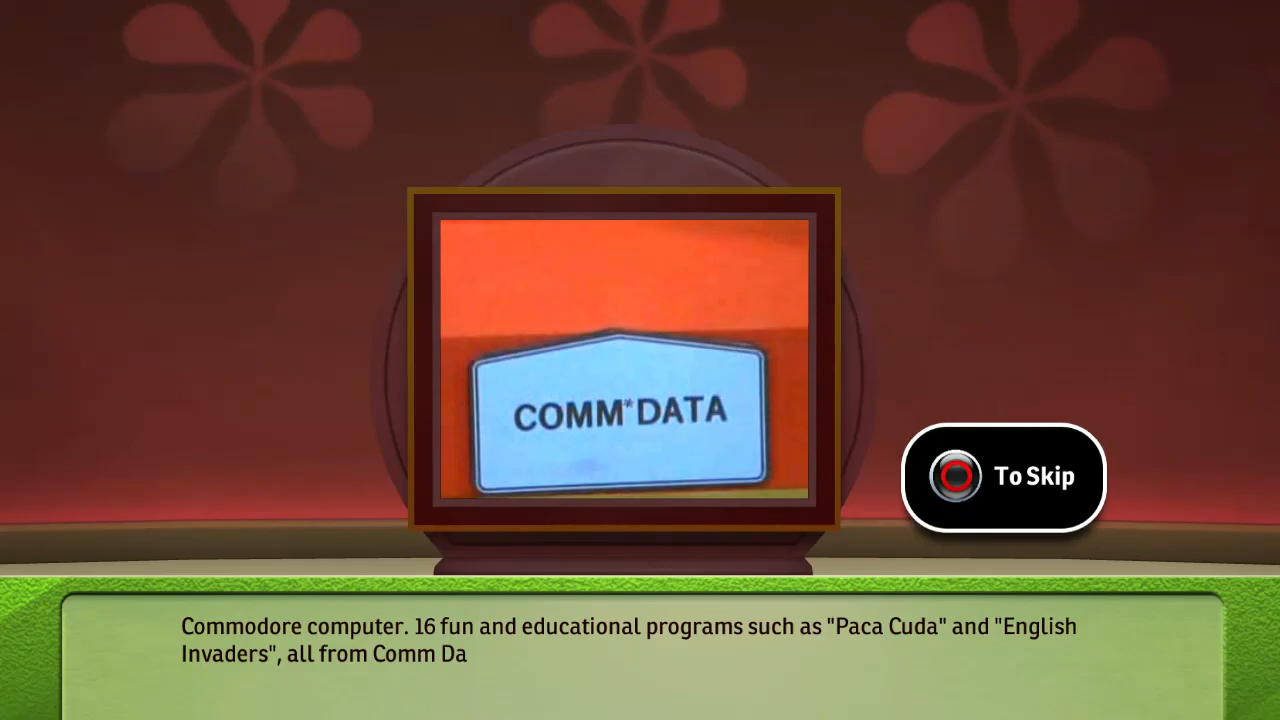 COMM*DATA
To Skip
Commodore computer. 16 fun and educational programs such as "Paca Cuda" and "English
Invaders", all from Comm Da